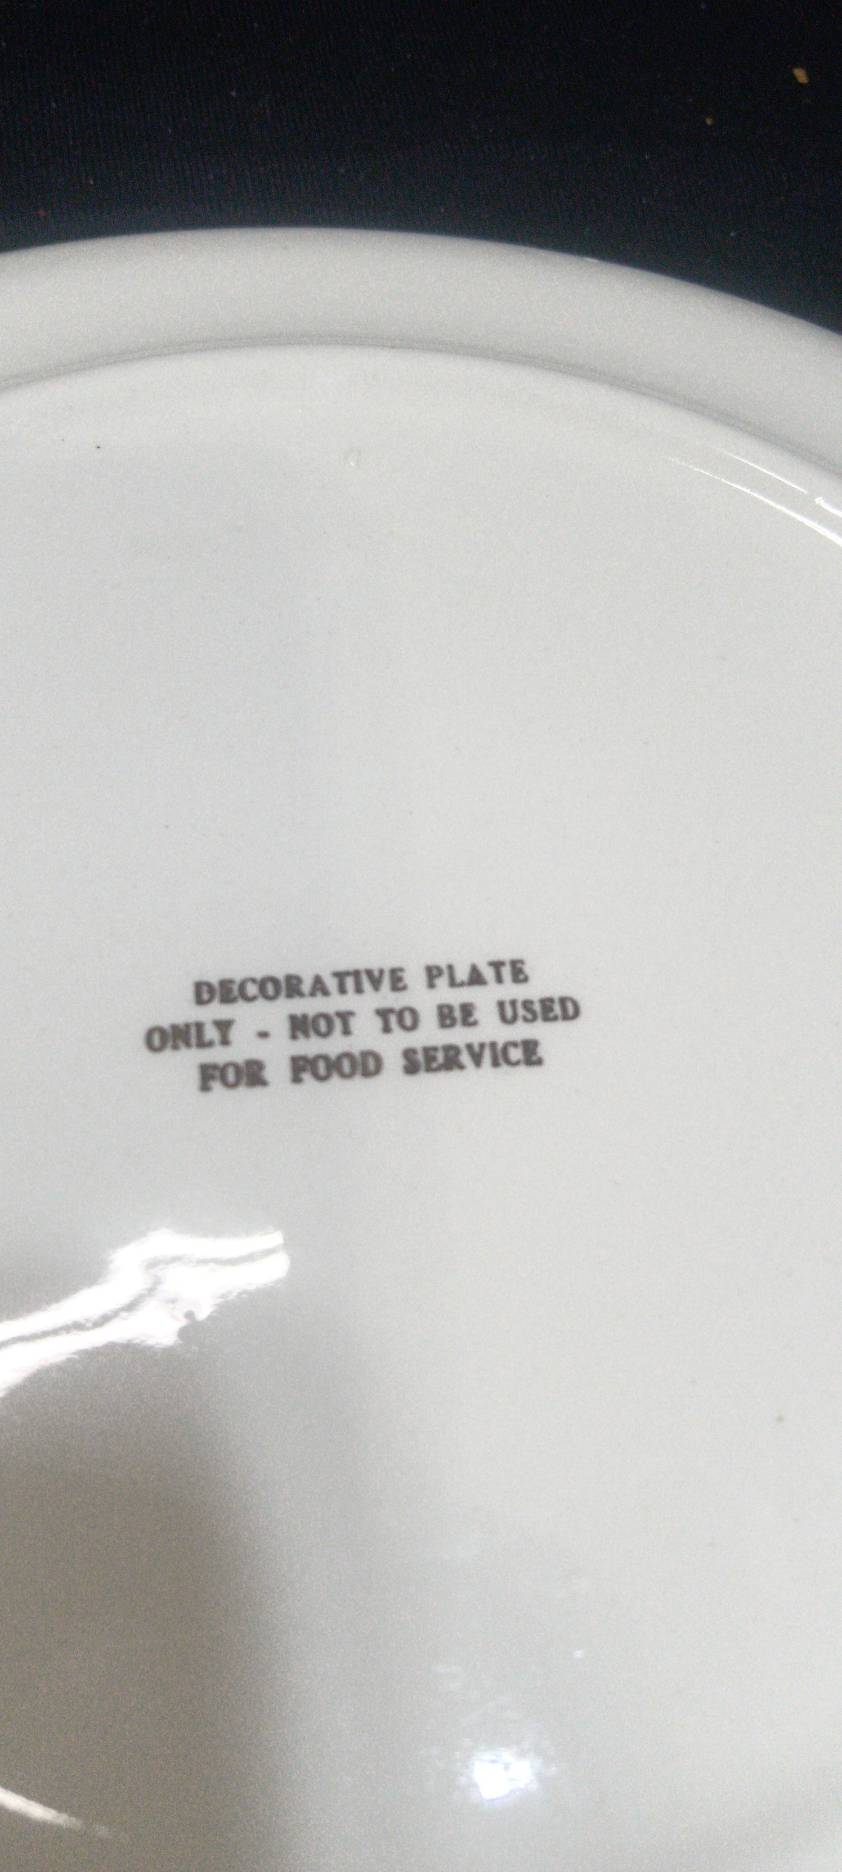 DECORATIVE PLATE
ONLY - NOT TO BE USED
FOR FOOD SERVICE